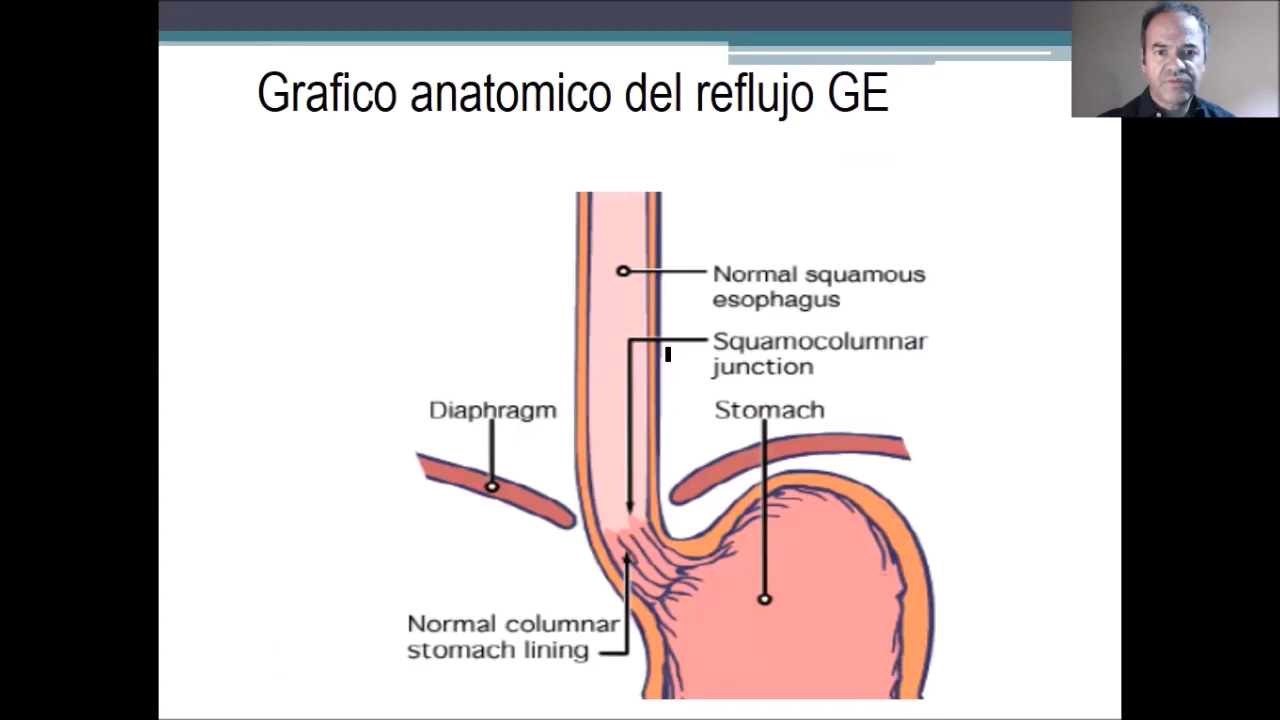 Grafico anatomico del reflujo GE
Normal squamous
esophagus
Squamocolumnar
junction
Diaphragm
Stomach
Normal columnar
stomach lining